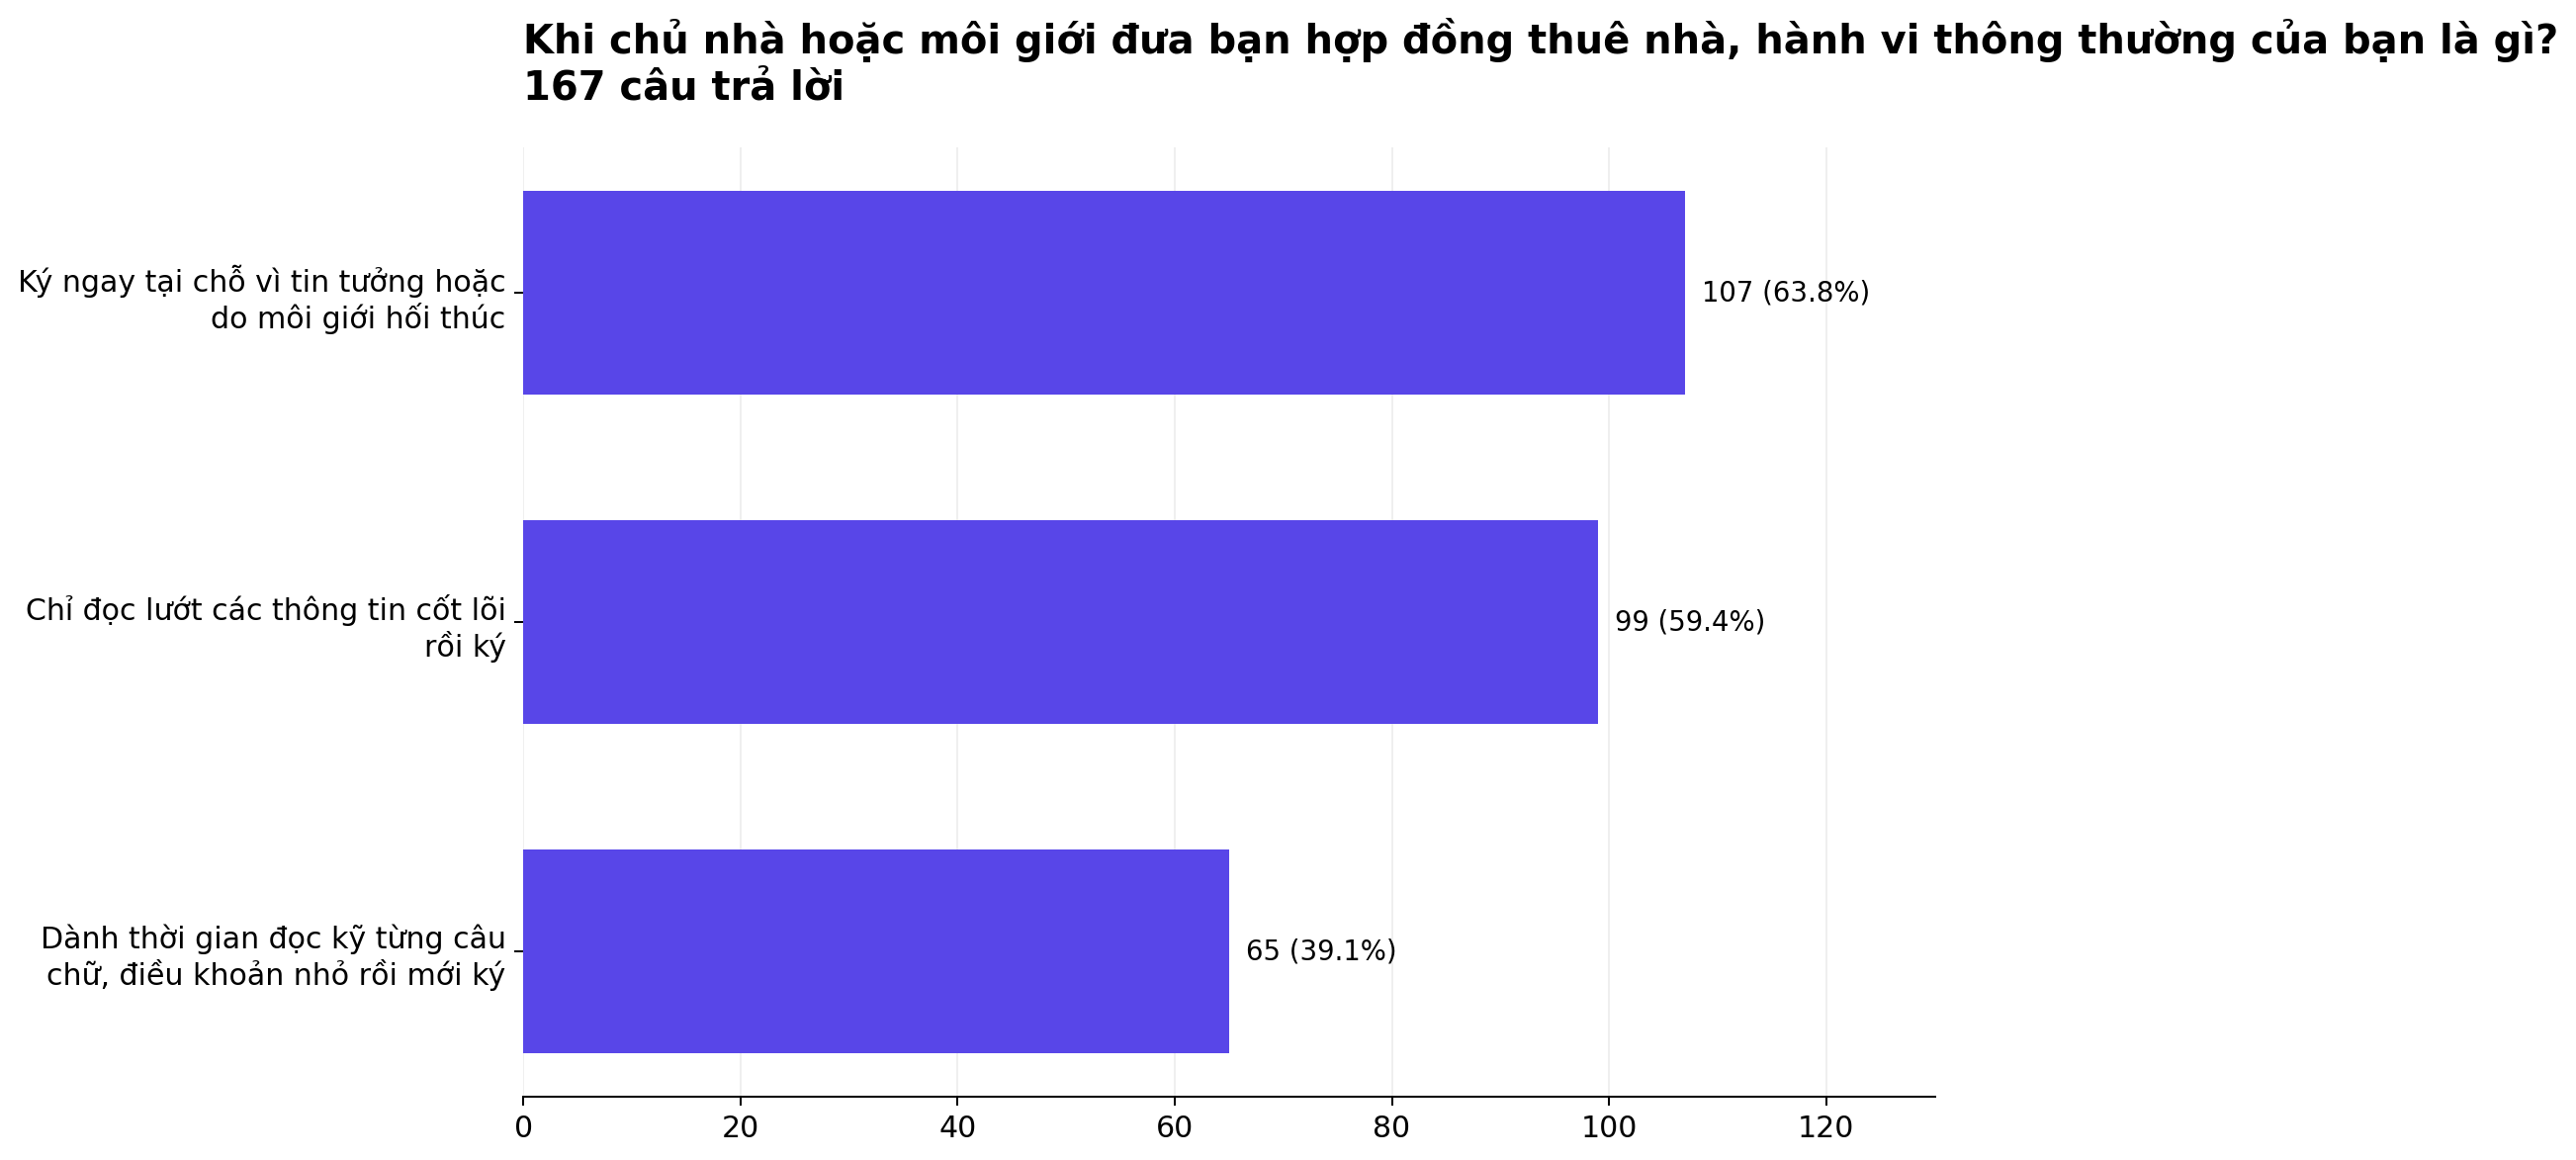 Khi chủ nhà hoặc môi giới đưa bạn hợp đồng thuê nhà, hành vi thông thường của bạn là gì?
167 câu trả lời
Ký ngay tại chỗ vì tin tưởng hoặc
do môi giới hối thúc
107 (63.8%)
Chỉ đọc lướt các thông tin cốt lõi
rồi ký
99 (59.4%)
Dành thời gian đọc kỹ từng câu
chữ, điều khoản nhỏ rồi mới ký
65 (39.1%)
0 20 40 60 80 100 120